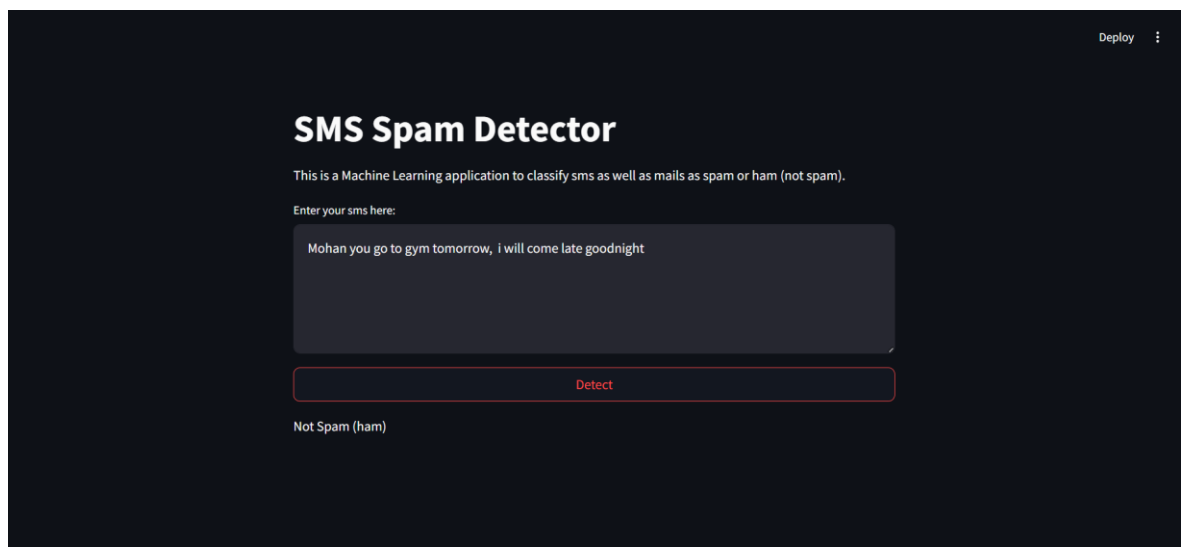 Deploy
SMS Spam Detector
This is a Machine Learning application to classify sms as well as mails as spam or ham (not spam).
Enter your sms here:
Mohan you go to gym tomorrow,  i will come late goodnight
Detect
Not Spam (ham)